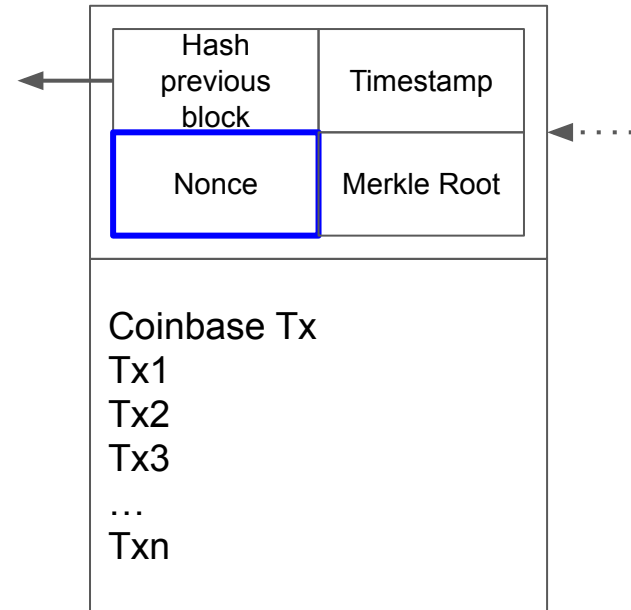 Hash
previous
block
Timestamp
Nonce
Merkle Root
Coinbase Tx
Tx1
Tx2
Tx3
…
Txn